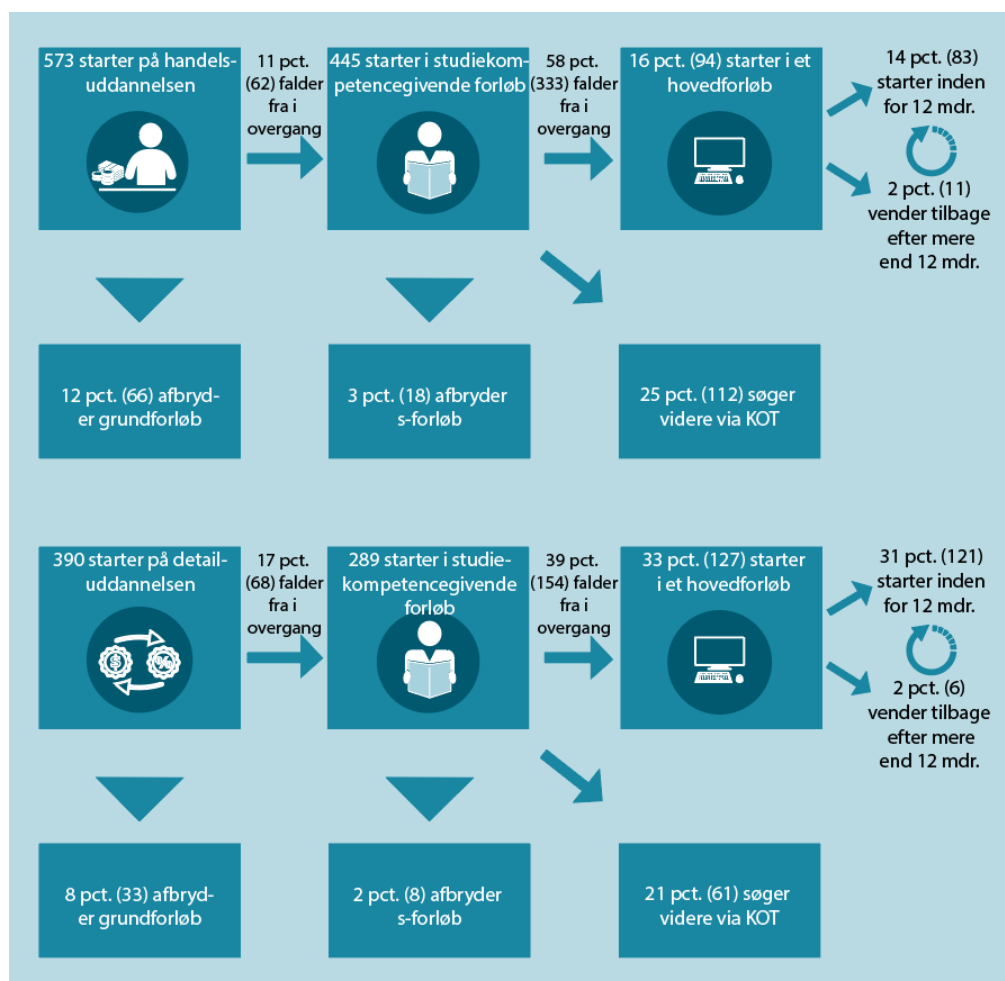 573 starter på handels-
uddannelsen
11 pct.
(62) falder
fra i
overgang
445 starter i studiekom-
petencegivende forløb
58 pct.
(333) falder
fra i
overgang
16 pct. (94) starter i et
hovedforløb
14 pct. (83)
starter inden
for 12 mdr.
2 pct. (11)
vender tilbage
efter mere
end 12 mdr.
12 pct. (66) afbryd-
er grundforløb
3 pct. (18) afbryder
s-forløb
25 pct. (112) søger
videre via KOT
390 starter på detail-
uddannelsen
17 pct.
(68) falder
fra i
overgang
289 starter i studie-
kompetencegivende
forløb
39 pct.
(154) falder
fra i
overgang
33 pct. (127) starter
i et hovedforløb
31 pct. (121)
starter inden
for 12 mdr.
2 pct. (6)
vender tilbage
efter mere
end 12 mdr.
$
%
8 pct. (33) afbryd-
er grundforløb
2 pct. (8) afbryder
s-forløb
21 pct. (61) søger
videre via KOT